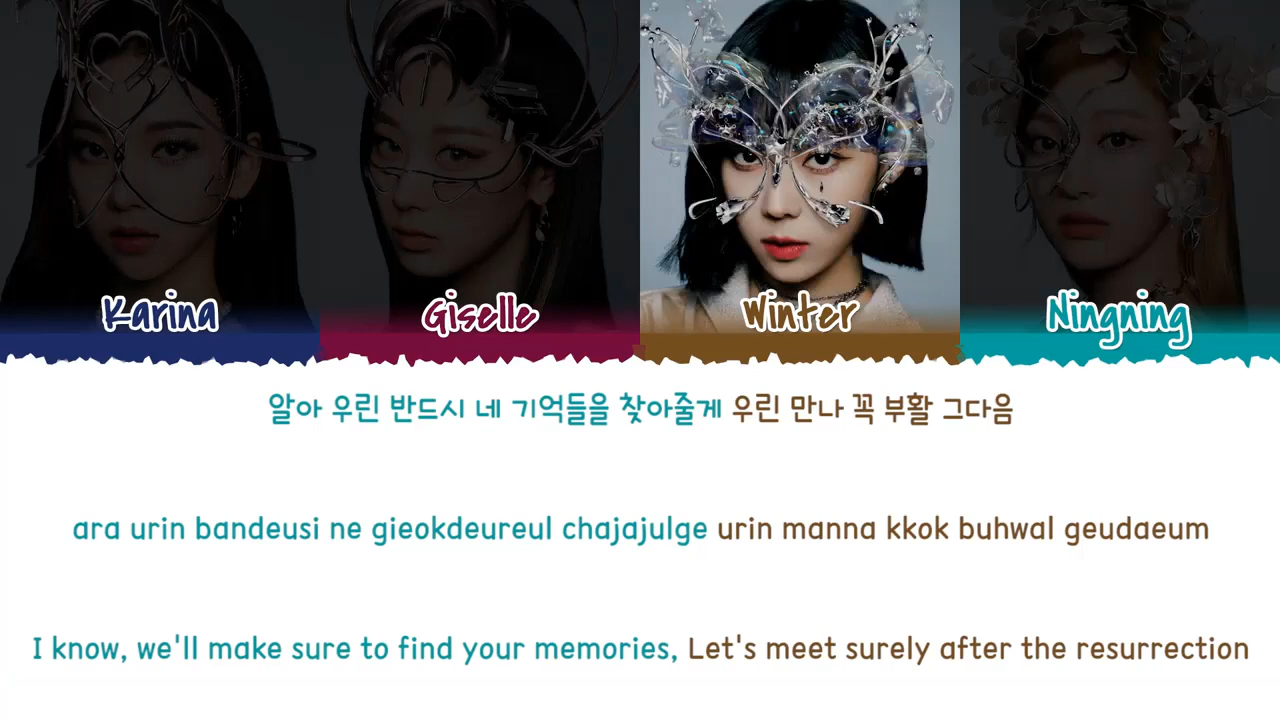 Karina Giselle Winter Ningning
알아 우린 반드시 네 기억들을 찾아줄게 우린 만나 꼭 부활 그다음
ara urin bandeusi ne gieokdeureul chajajulge urin manna kkok buhwal geudaeum
I know, we'll make sure to find your memories, Let's meet surely after the resurrection